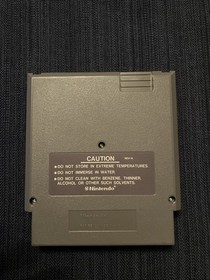 CAUTION
• DO NOT STORE IN EXTREME TEMPERATURES.
• DO NOT IMMERSE IN WATER.
• DO NOT CLEAN WITH BENZENE, THINNER,
ALCOHOL OR OTHER SUCH SOLVENTS.
Nintendo®